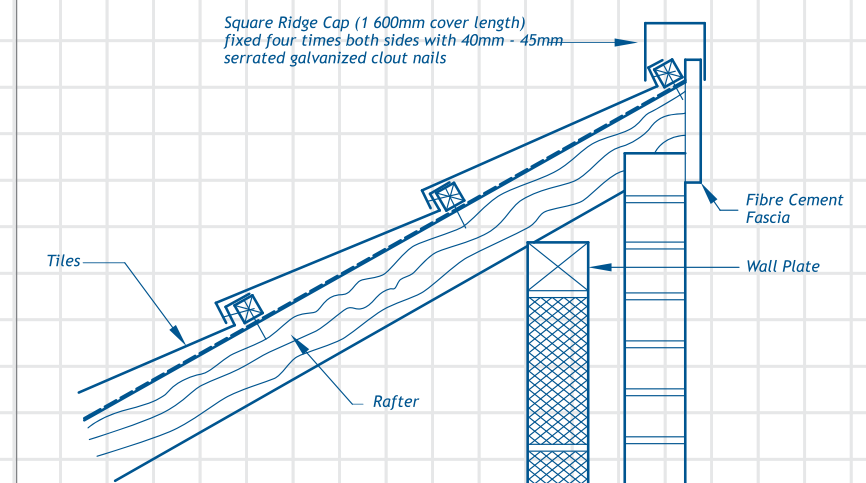 Square Ridge Cap (1 600mm cover length)
fixed four times both sides with 40mm - 45mm
serrated galvanized clout nails
Fibre Cement
Fascia
Tiles
Wall Plate
Rafter